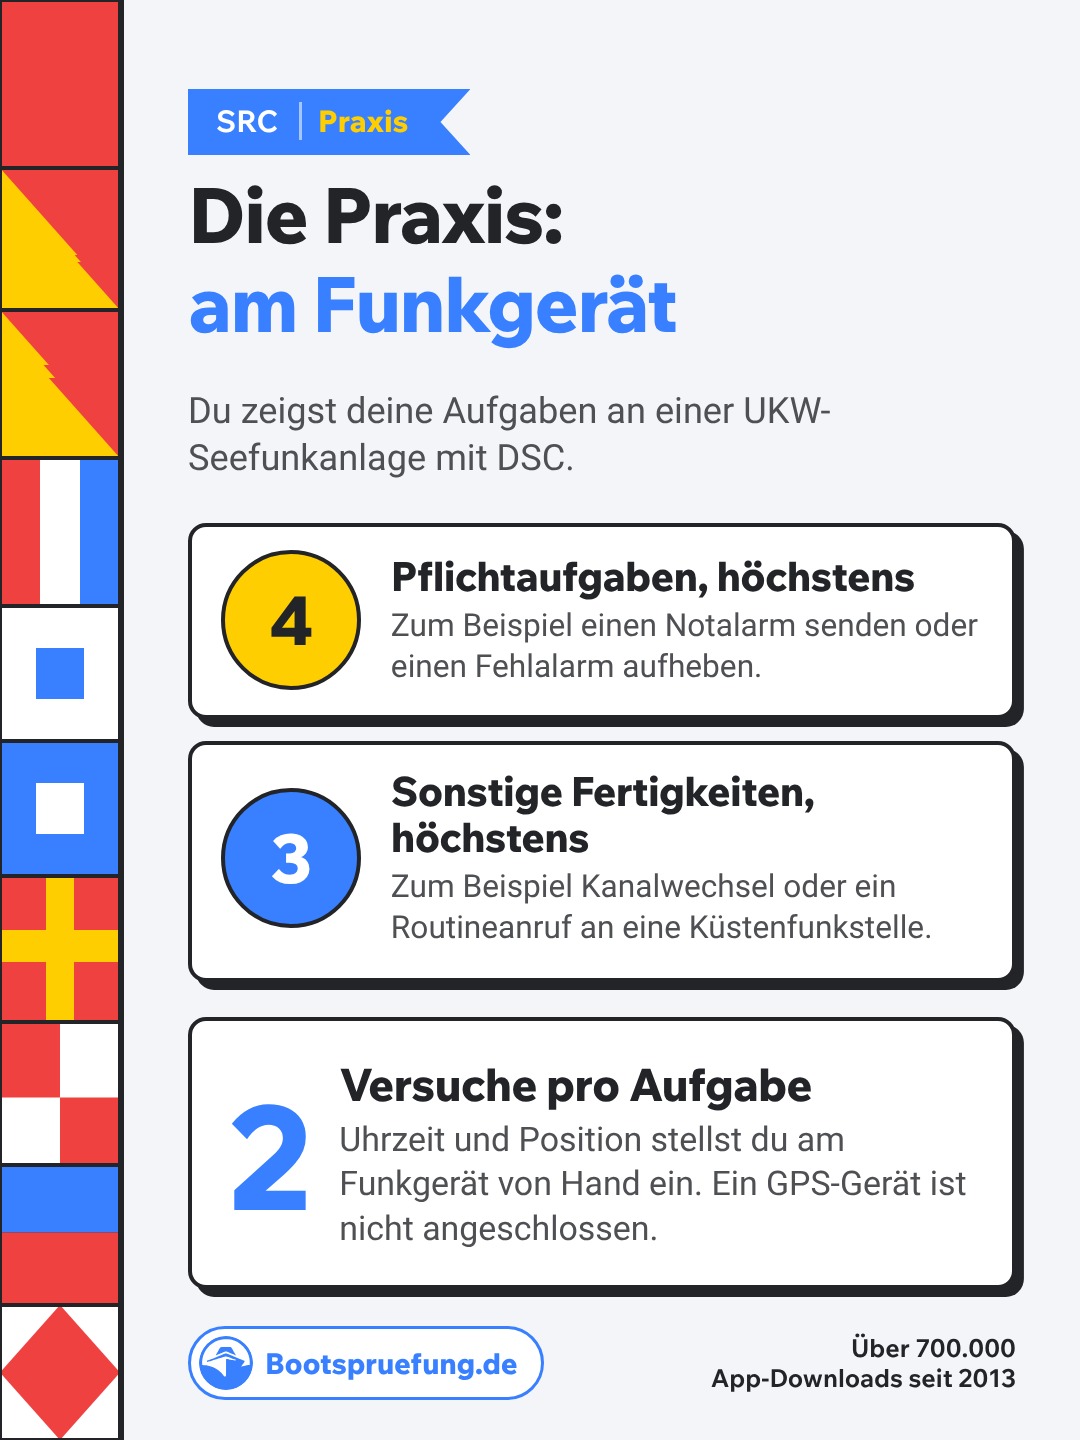 SRC | Praxis
Die Praxis:
am Funkgerät
Du zeigst deine Aufgaben an einer UKW-
Seefunkanlage mit DSC.
4
Pflichtaufgaben, höchstens
Zum Beispiel einen Notalarm senden oder
einen Fehlalarm aufheben.
3
Sonstige Fertigkeiten,
höchstens
Zum Beispiel Kanalwechsel oder ein
Routineanruf an eine Küstenfunkstelle.
2
Versuche pro Aufgabe
Uhrzeit und Position stellst du am
Funkgerät von Hand ein. Ein GPS-Gerät ist
nicht angeschlossen.
Bootspruefung.de
Über 700.000
App-Downloads seit 2013